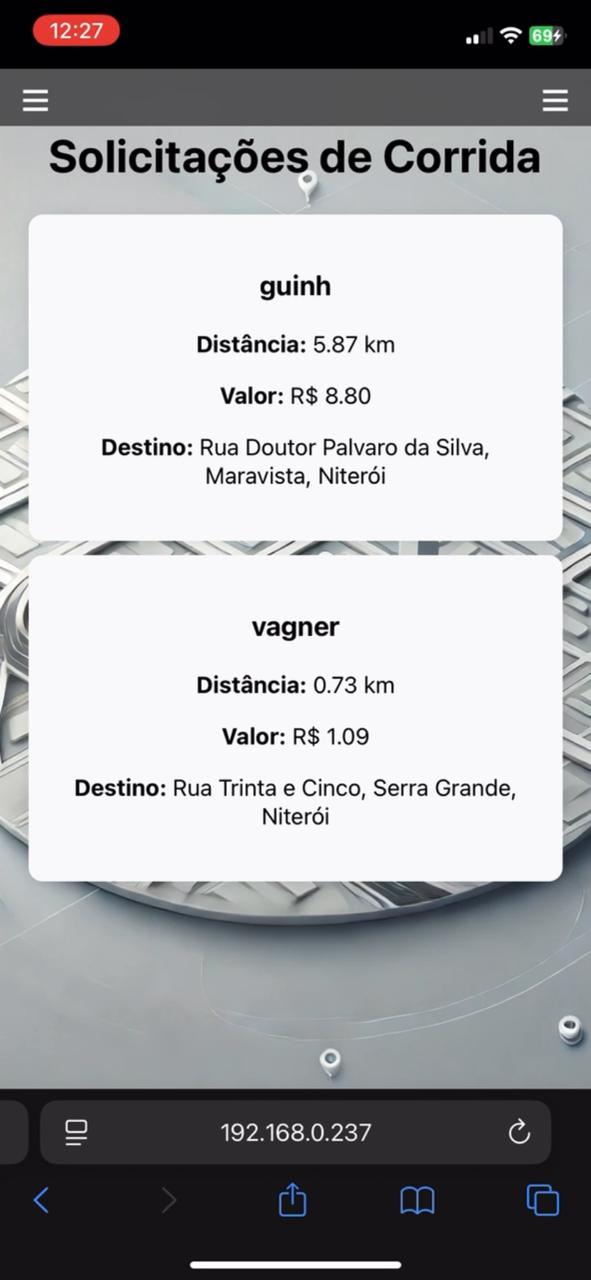 12:27
69
Solicitações de Corrida
guinh
Distância: 5.87 km
Valor: R$ 8.80
Destino: Rua Doutor Palvaro da Silva,
Maravista, Niterói
vagner
Distância: 0.73 km
Valor: R$ 1.09
Destino: Rua Trinta e Cinco, Serra Grande,
Niterói
192.168.0.237